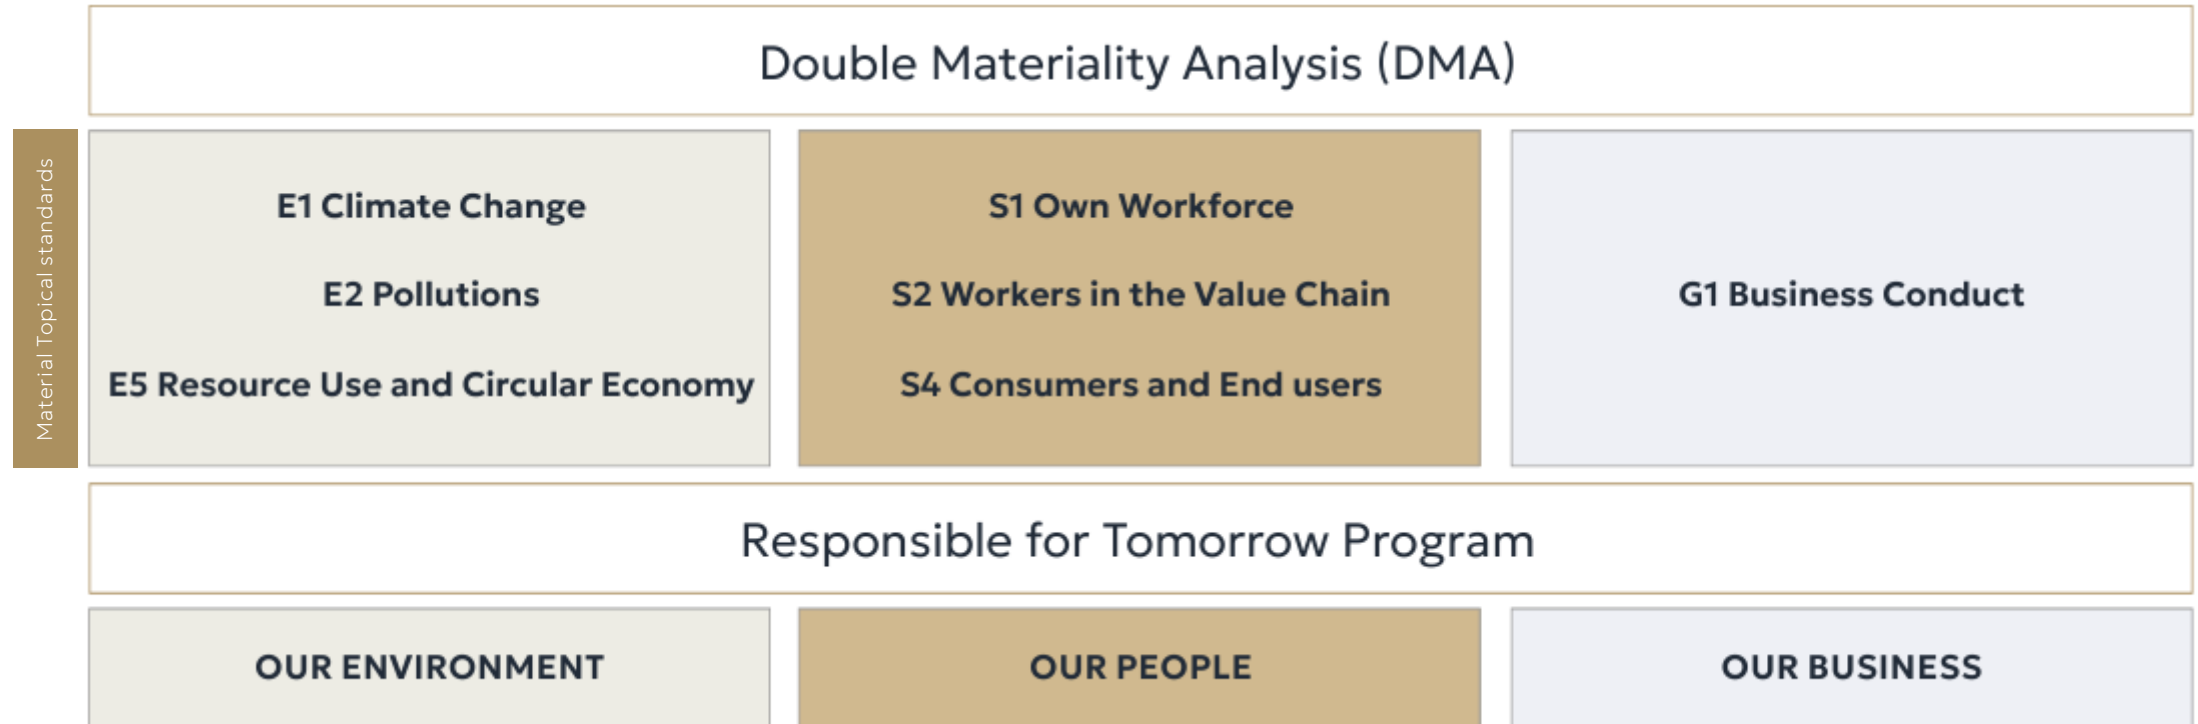 Double Materiality Analysis (DMA)
Material Topical standards
E1 Climate Change
E2 Pollutions
E5 Resource Use and Circular Economy
S1 Own Workforce
S2 Workers in the Value Chain
S4 Consumers and End users
G1 Business Conduct
Responsible for Tomorrow Program
OUR ENVIRONMENT
OUR PEOPLE
OUR BUSINESS